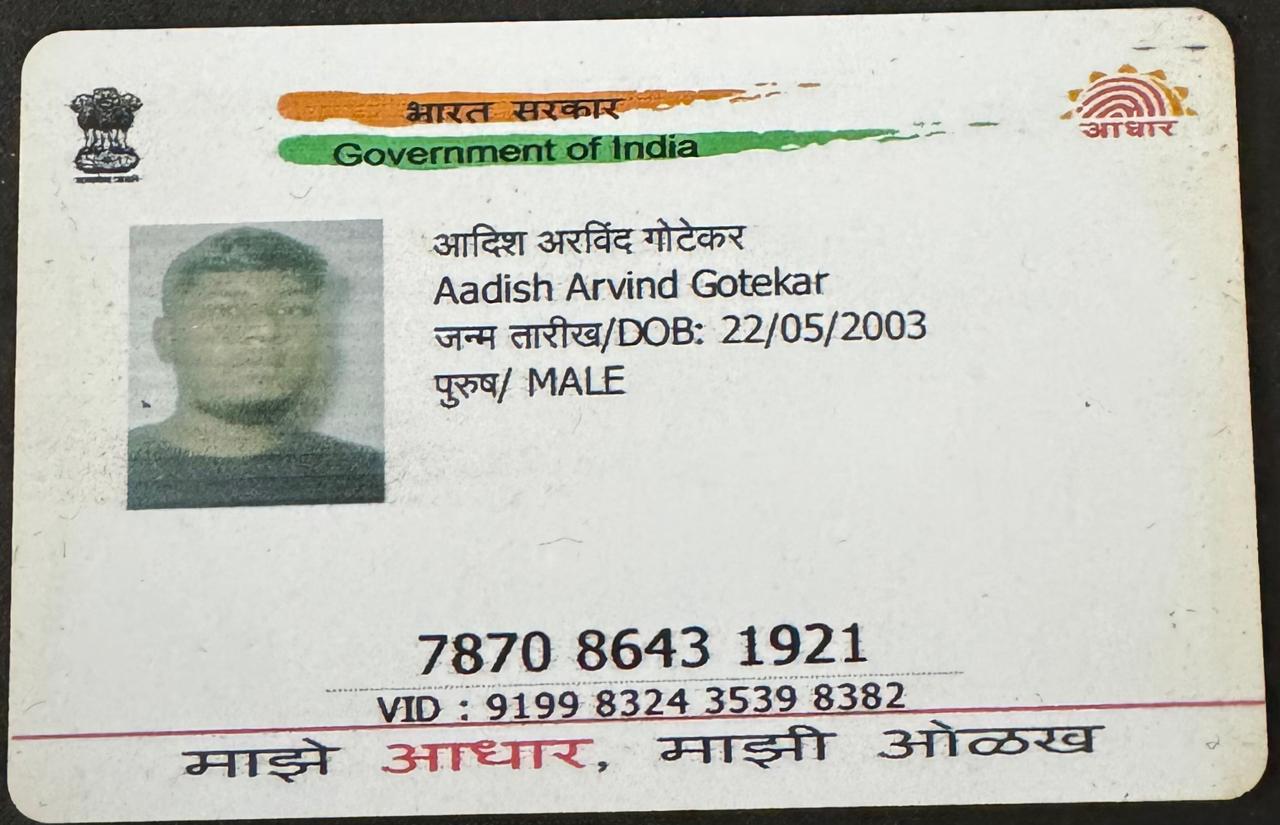 भारत सरकार
Government of India
आधार
आदिश अरविंद गोटेकर
Aadish Arvind Gotekar
जन्म तारीख/DOB: 22/05/2003
पुरुष/ MALE
7870 8643 1921
VID : 9199 8324 3539 8382
माझे आधार, माझी ओळख